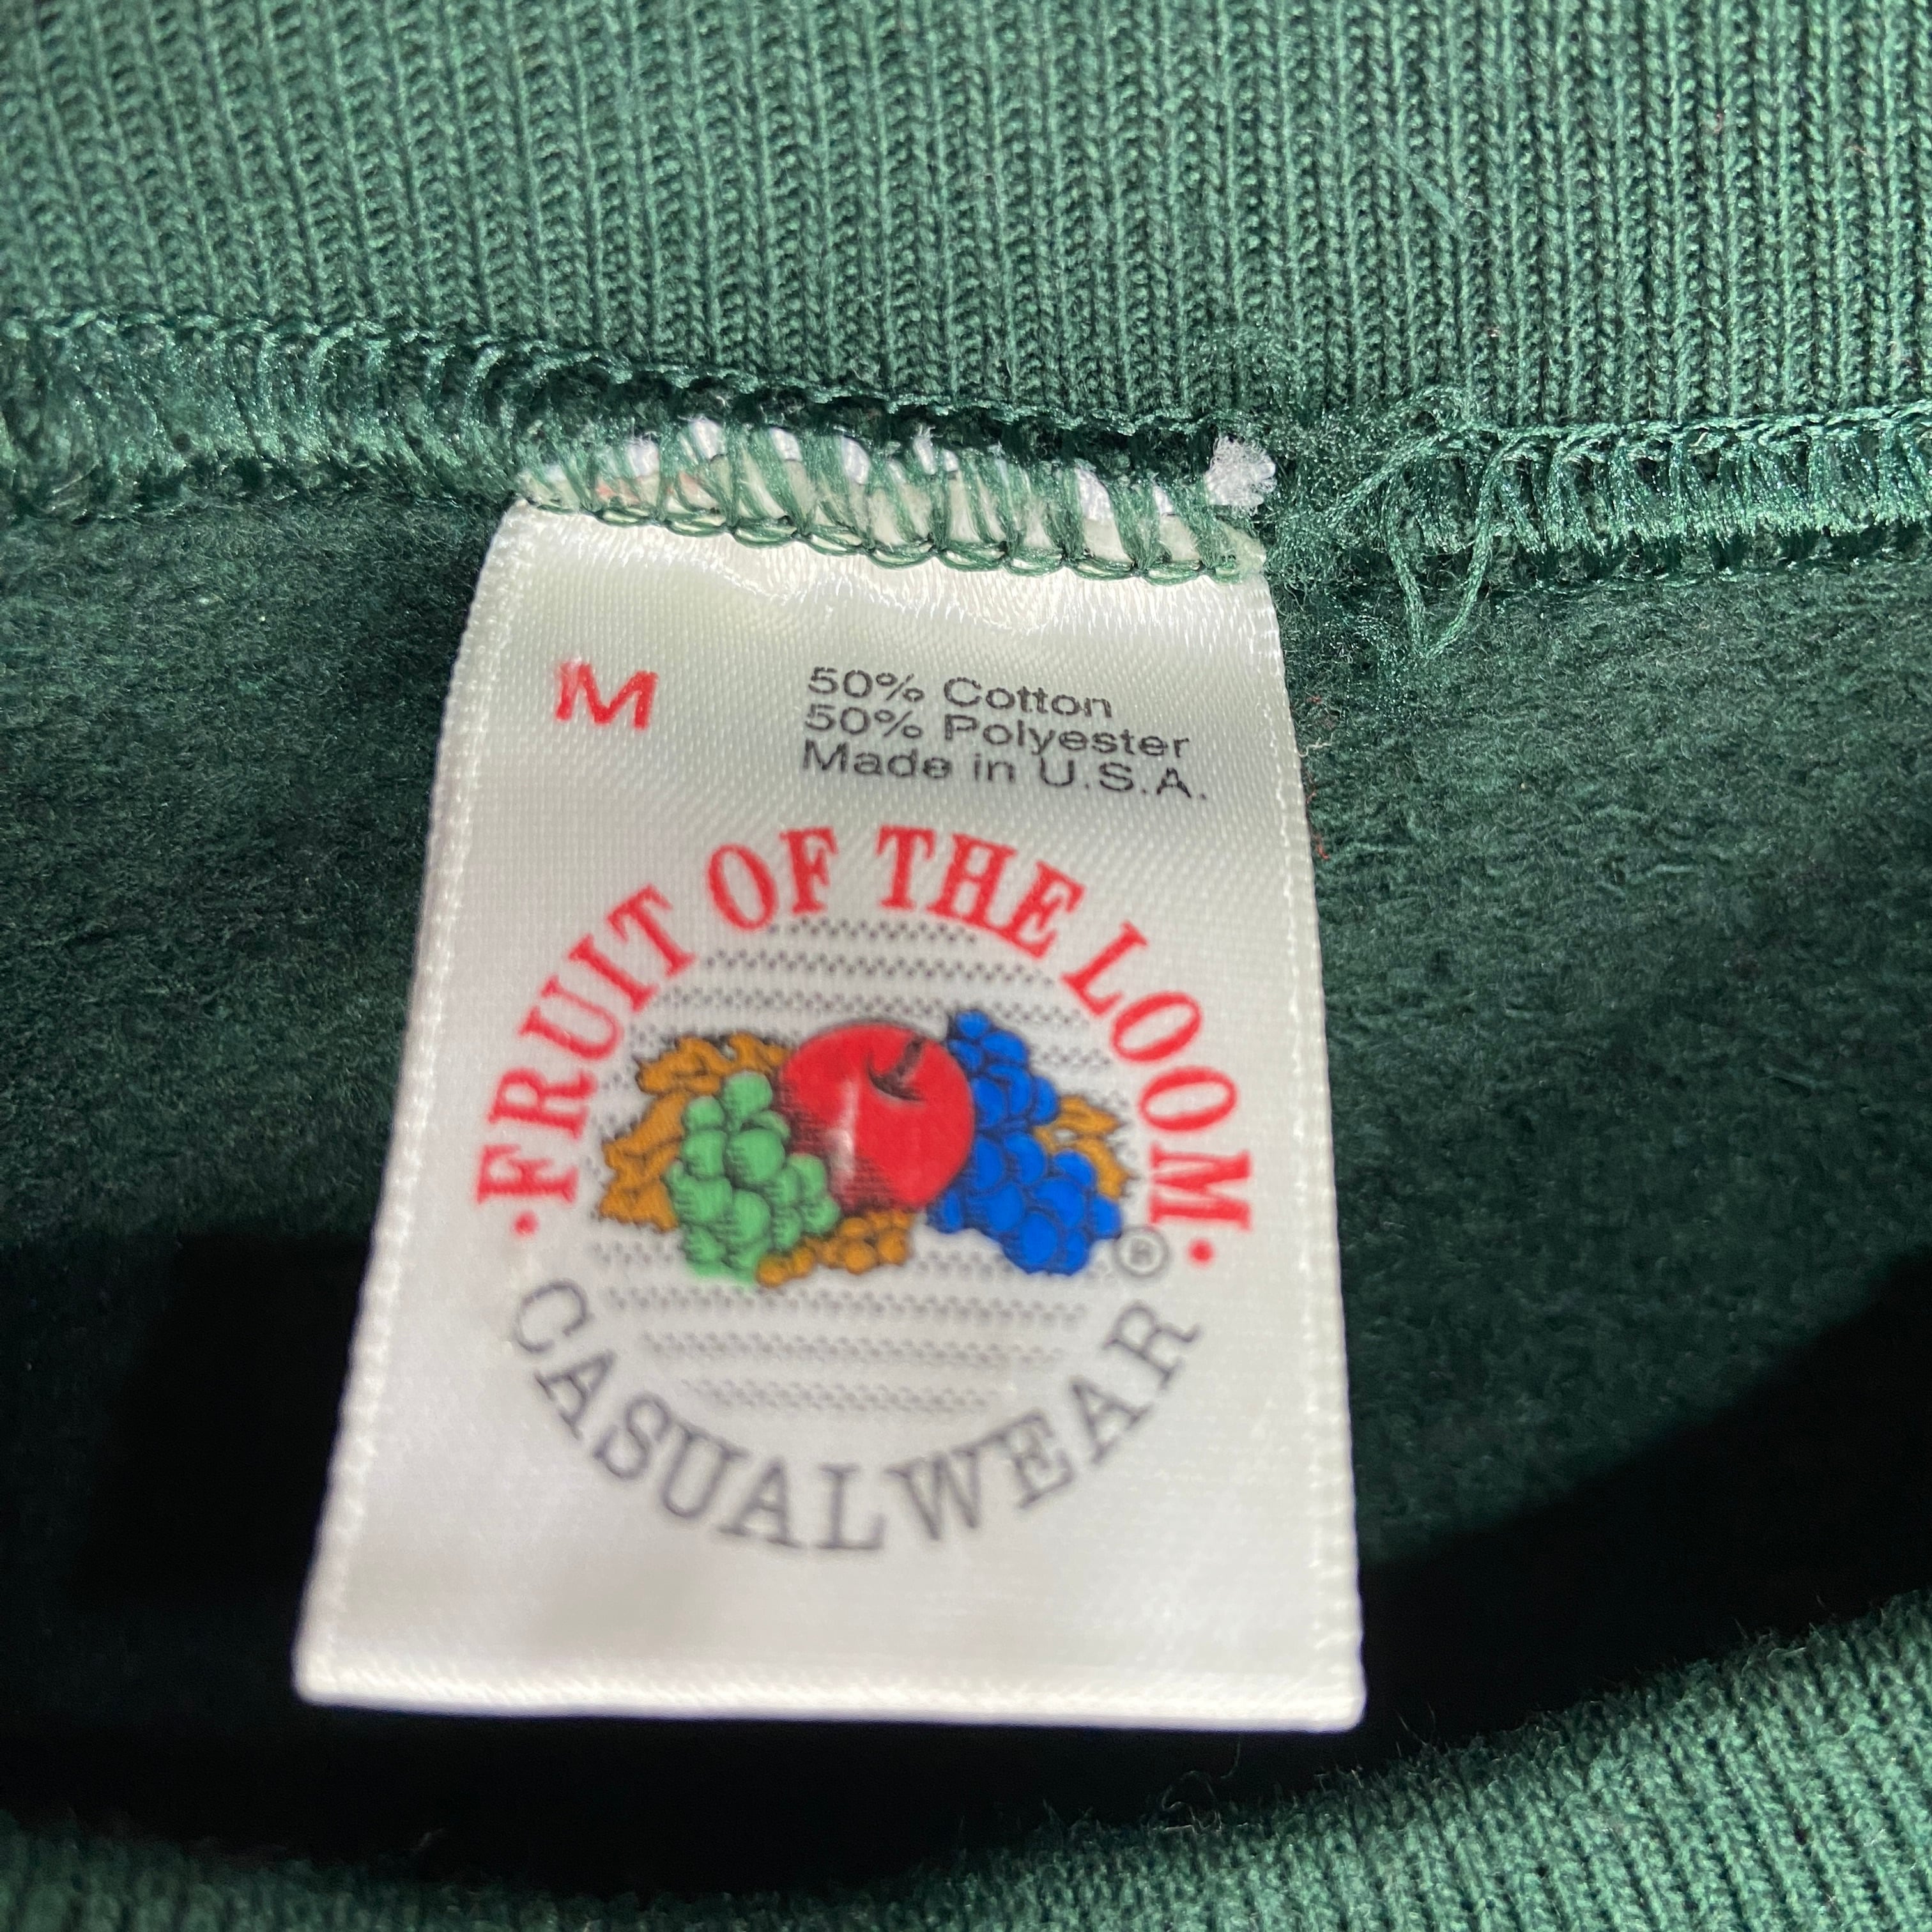 M
50% Cotton
50% Polyester
Made in U.S.A.
·FRUIT OF THE LOOM·
®
CASUALWEAR